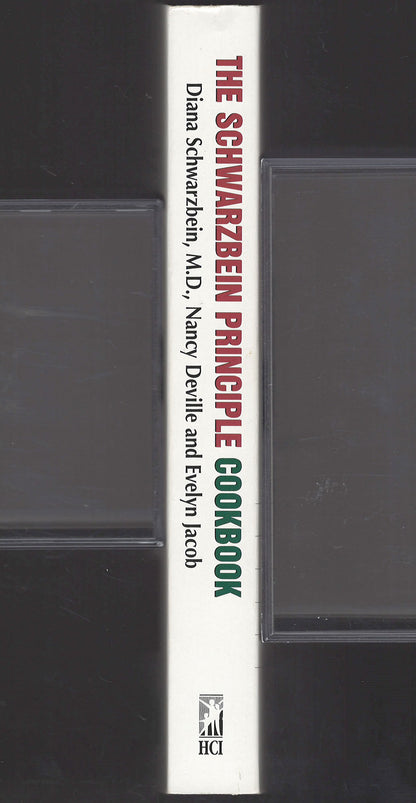 THE SCHWARZBEIN PRINCIPLE COOKBOOK
Diana Schwarzbein, M.D., Nancy Deville and Evelyn Jacob
HCI